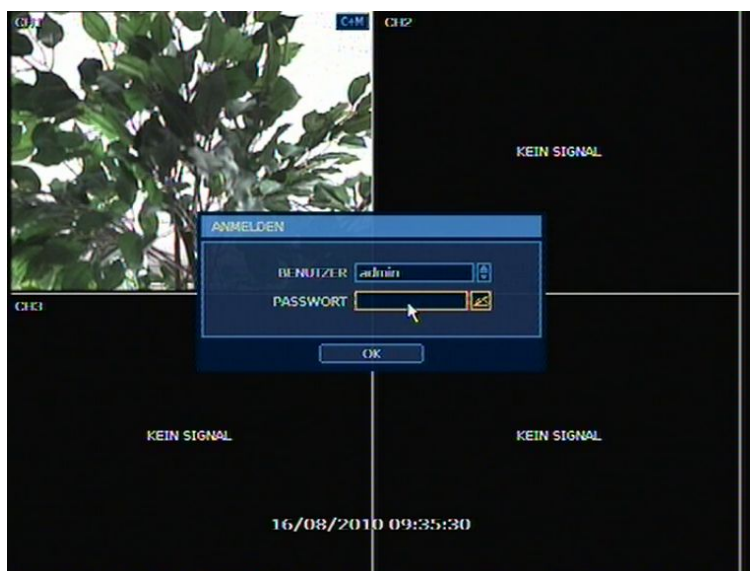 CH1 C+M CH2
KEIN SIGNAL
ANMELDEN
BENUTZER admin
PASSWORT
CH3
OK
KEIN SIGNAL KEIN SIGNAL
16/08/2010 09:35:30